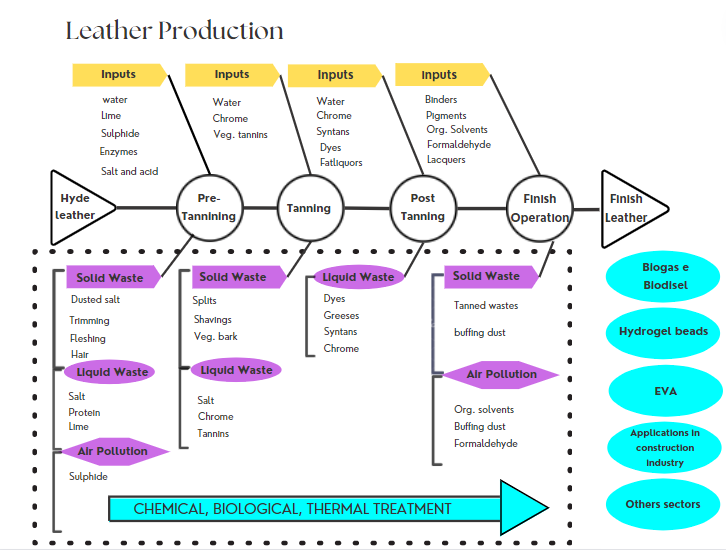 Leather Production
Inputs
Inputs
Inputs
Inputs
water
Lime
Sulphide
Enzymes
Salt and acid
Water
Chrome
Veg. tannins
Water
Chrome
Syntans
Dyes
Fatliquors
Binders
Pigments
Org. Solvents
Formaldehyde
Lacquers
Hyde
leather
Pre-
Tannining
Tanning
Post
Tanning
Finish
Operation
Finish
Leather
Solid Waste
Dusted salt
Trimming
Fleshing
Hair
Liquid Waste
Salt
Protein
Lime
Air Pollution
Sulphide
Solid Waste
Splits
Shavings
Veg. bark
Liquid Waste
Salt
Chrome
Tannins
Liquid Waste
Dyes
Greeses
Syntans
Chrome
Solid Waste
Tanned wastes
buffing dust
Air Pollution
Org. solvents
Buffing dust
Formaldehyde
Biogas e
Biodisel
Hydrogel beads
EVA
Applications in
construction
industry
Others sectors
CHEMICAL, BIOLOGICAL, THERMAL TREATMENT